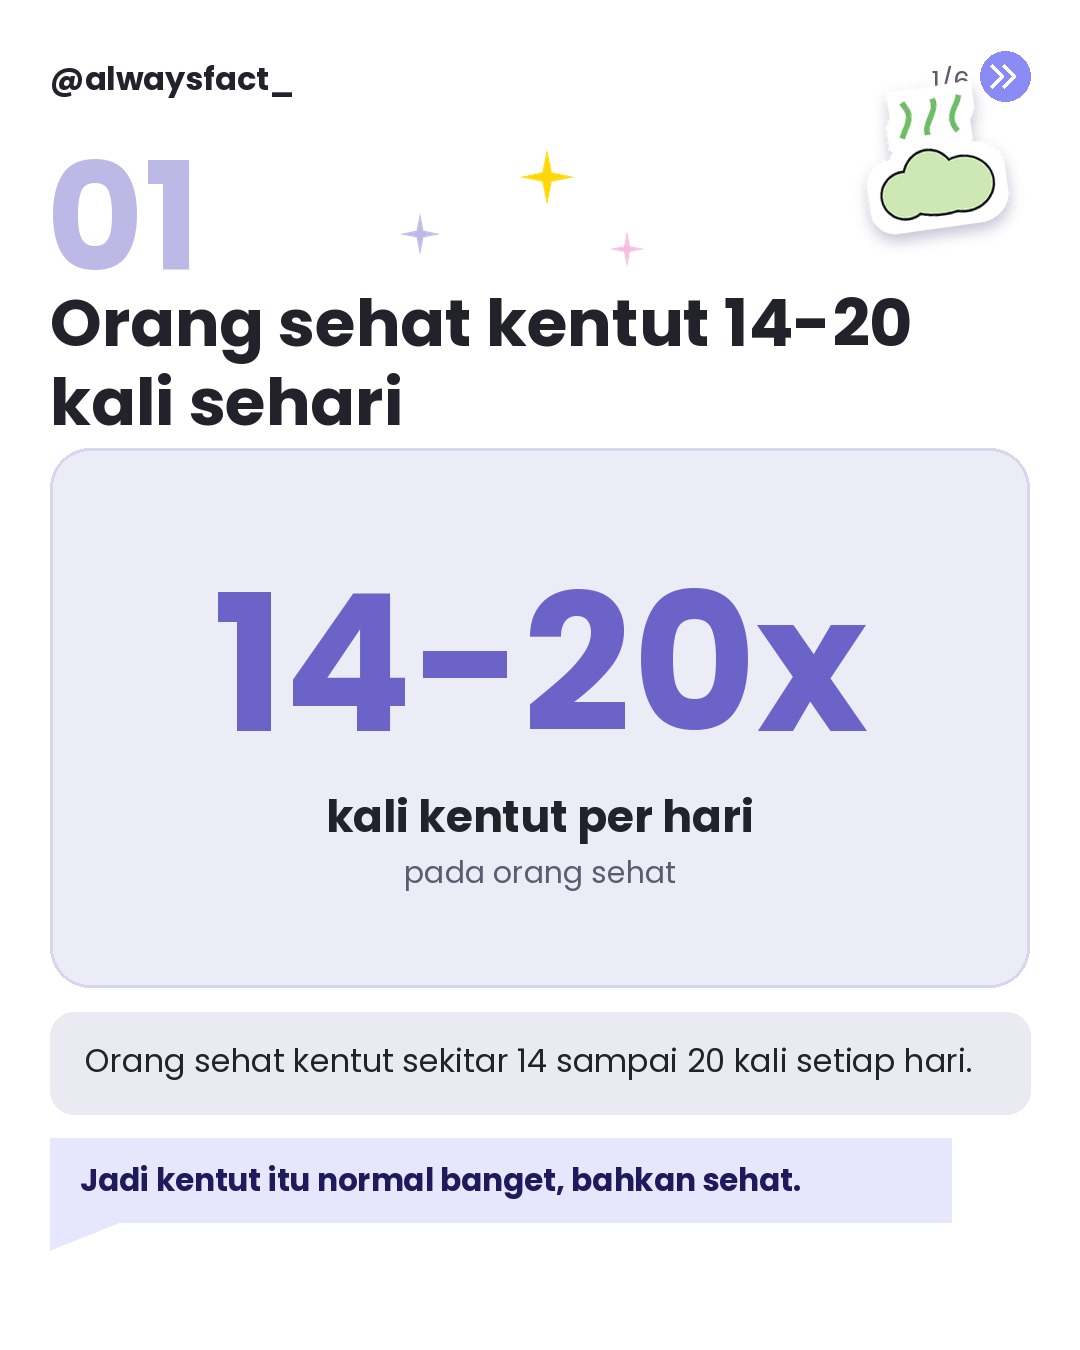 @alwaysfact_
1/6
01
Orang sehat kentut 14-20
kali sehari
14-20x
kali kentut per hari
pada orang sehat
Orang sehat kentut sekitar 14 sampai 20 kali setiap hari.
Jadi kentut itu normal banget, bahkan sehat.